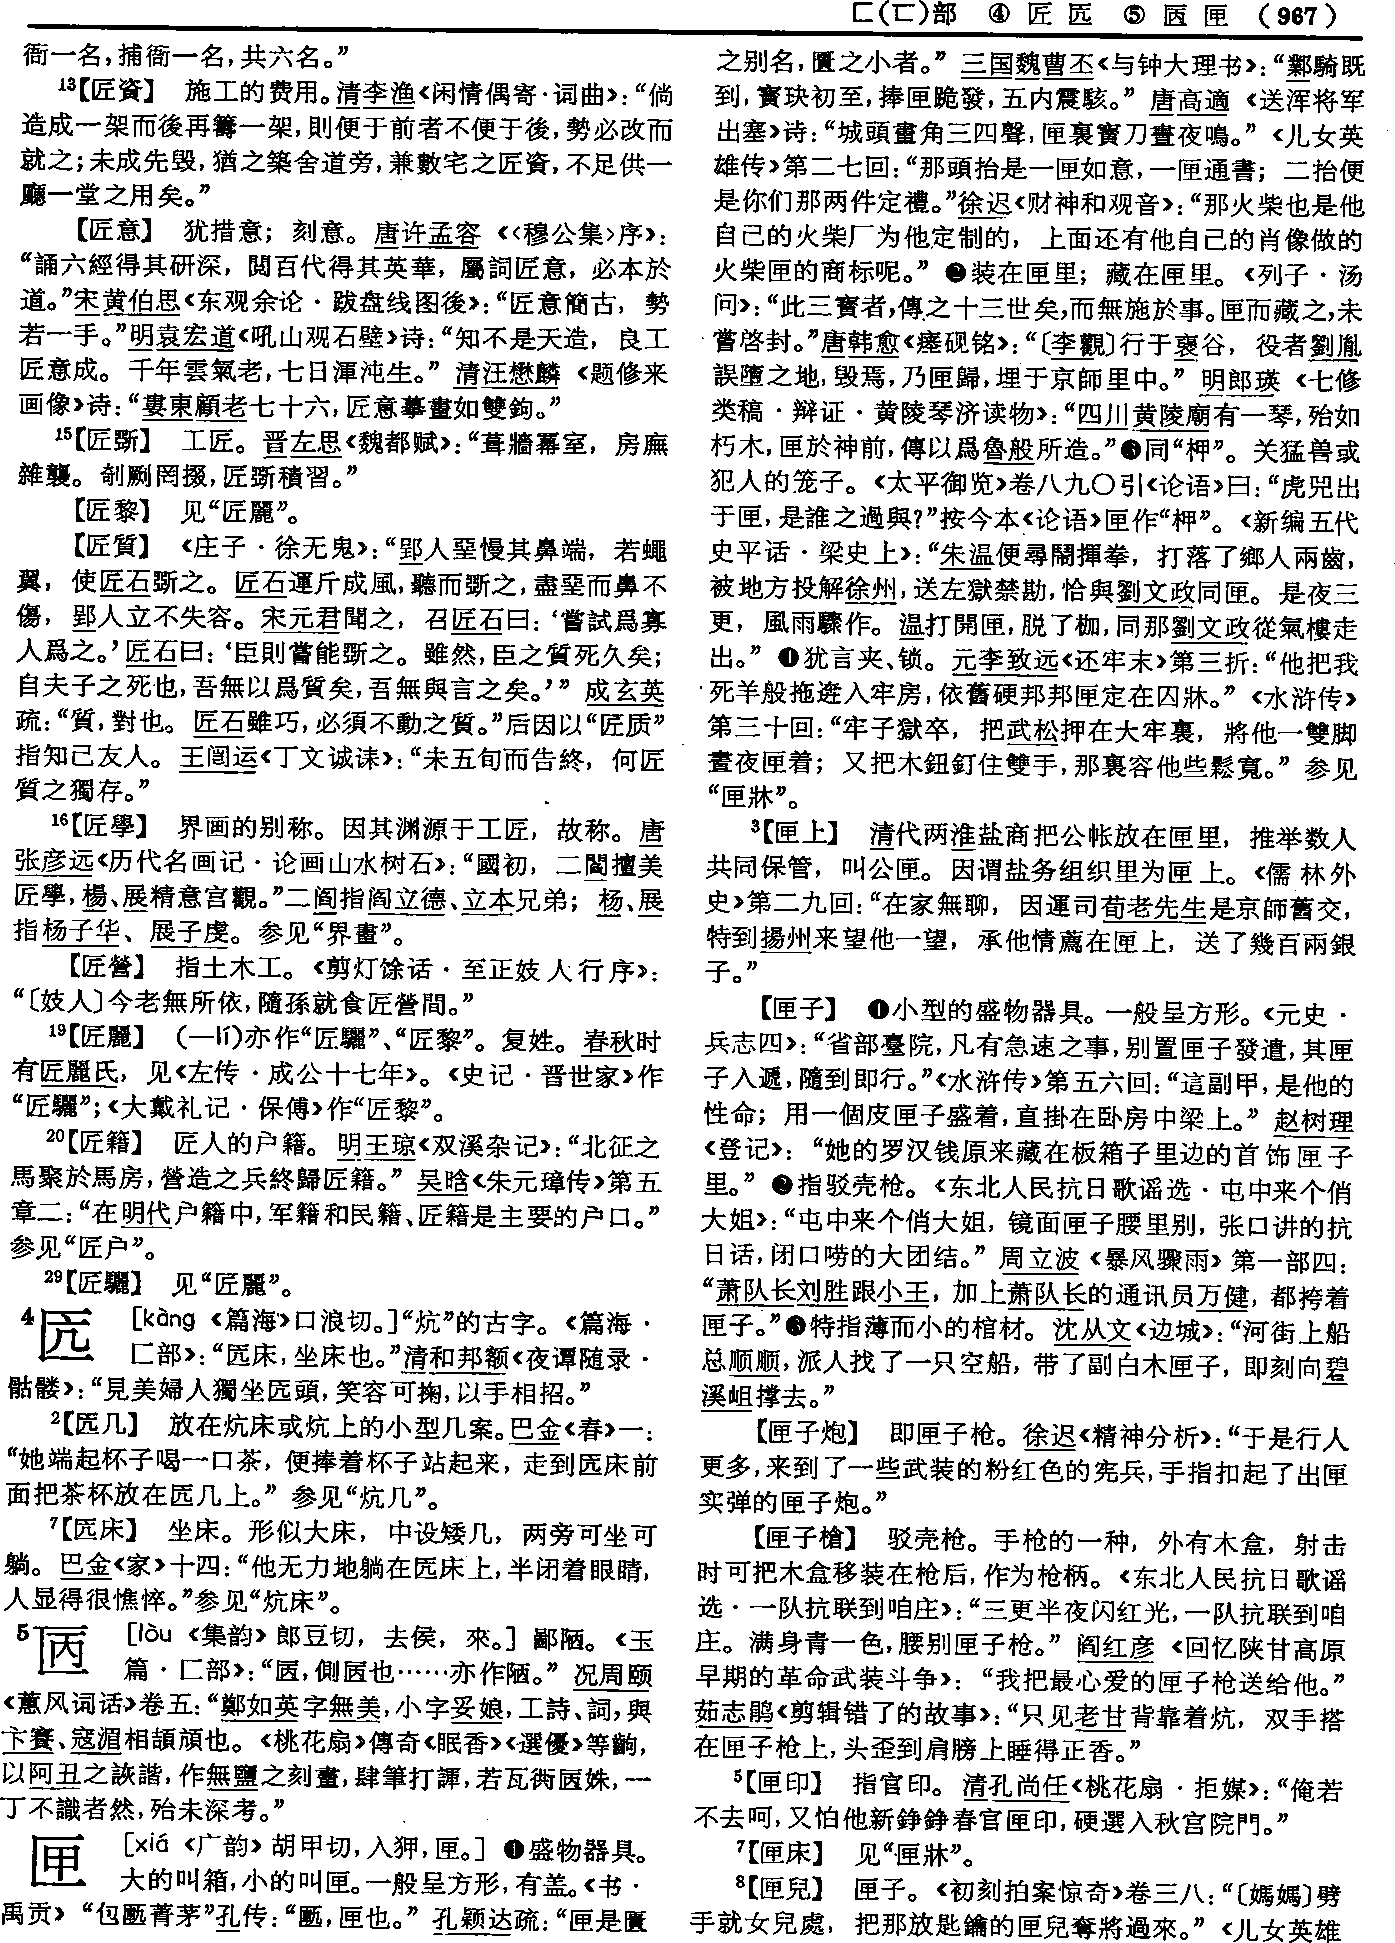 匚(匸)部 ④ 匠 匟 ⑤ 㔷 匣 (967)
衙一名，捕衙一名，共六名。”
13【匠資】 施工的费用。清李渔《闲情偶寄·词曲》：“倘
造成一架而後再籌一架，則便于前者不便于後，勢必改而
就之；未成先毁，猶之築舍道旁，兼數宅之匠資，不足供一
廳一堂之用矣。”
【匠意】 犹措意；刻意。唐许孟容《〈穆公集〉序》：
“誦六經得其研深，閲百代得其英華，屬詞匠意，必本於
道。”宋黄伯思《东观余论·跋盘线图後》：“匠意簡古，勢
若一手。”明袁宏道《吼山观石壁》诗：“知不是天造，良工
匠意成。千年雲氣老，七日渾沌生。”清汪懋麟《题修来
画像》诗：“婁東顧老七十六，匠意摹畫如雙鉤。”
15【匠斲】 工匠。晋左思《魏都赋》：“葺牆冪室，房廡
雜襲。剞劂罔掇，匠斲積習。”
【匠黎】 见“匠麗”。
【匠質】 《庄子·徐无鬼》：“郢人堊慢其鼻端，若蠅
翼，使匠石斲之。匠石運斤成風，聽而斲之，盡堊而鼻不
傷，郢人立不失容。宋元君聞之，召匠石曰：‘嘗試爲寡
人爲之。’匠石曰：‘臣則嘗能斲之。雖然，臣之質死久矣；
自夫子之死也，吾無以爲質矣，吾無與言之矣。’”成玄英
疏：“質，對也。匠石雖巧，必須不動之質。”后因以“匠质”
指知己友人。王闿运《丁文诚诔》：“未五旬而告終，何匠
質之獨存。”
16【匠學】 界画的别称。因其渊源于工匠，故称。唐
张彦远《历代名画记·论画山水树石》：“國初，二閻擅美
匠學，楊、展精意宫觀。”二阎指阎立德、立本兄弟；杨、展
指杨子华、展子虔。参见“界畫”。
【匠營】 指土木工。《剪灯馀话·至正妓人行序》：
“〔妓人〕今老無所依，隨孫就食匠營間。”
19【匠麗】 (—lí)亦作“匠驪”、“匠黎”。复姓。春秋时
有匠麗氏，见《左传·成公十七年》。《史记·晋世家》作
“匠驪”；《大戴礼记·保傅》作“匠黎”。
20【匠籍】 匠人的户籍。明王琼《双溪杂记》：“北征之
馬聚於馬房，營造之兵終歸匠籍。”吴晗《朱元璋传》第五
章二：“在明代户籍中，军籍和民籍、匠籍是主要的户口。”
参见“匠户”。
29【匠驪】 见“匠麗”。
4匟 [kàng《篇海》口浪切。]“炕”的古字。《篇海·
匚部》：“匟床，坐床也。”清和邦额《夜谭随录·
骷髅》：“見美婦人獨坐匟頭，笑容可掬，以手相招。”
2【匟几】 放在炕床或炕上的小型几案。巴金《春》一：
“她端起杯子喝一口茶，便捧着杯子站起来，走到匟床前
面把茶杯放在匟几上。”参见“炕几”。
7【匟床】 坐床。形似大床，中设矮几，两旁可坐可
躺。巴金《家》十四：“他无力地躺在匟床上，半闭着眼睛，
人显得很憔悴。”参见“炕床”。
5㔷 [lòu《集韵》郎豆切，去侯，來。]鄙陋。《玉
篇·匚部》：“㔷，側㔷也……亦作陋。”况周颐
《蕙风词话》卷五：“鄭如英字無美，小字妥娘，工詩、詞，與
卞賽、寇湄相頡頏也。《桃花扇》傳奇《眠香》《選優》等齣，
以阿丑之詼諧，作無鹽之刻畫，肆筆打諢，若瓦衖㔷姝，一
丁不識者然，殆未深考。”
匣 [xiá《广韵》胡甲切，入狎，匣。]❶盛物器具。
大的叫箱，小的叫匣。一般呈方形，有盖。《书·
禹贡》“包匭菁茅”孔传：“匭，匣也。”孔颖达疏：“匣是匱
之别名，匱之小者。”三国魏曹丕《与钟大理书》：“鄴騎既
到，寶玦初至，捧匣跪發，五内震駭。”唐高適《送浑将军
出塞》诗：“城頭畫角三四聲，匣裏寳刀晝夜鳴。”《儿女英
雄传》第二七回：“那頭抬是一匣如意，一匣通書；二抬便
是你们那两件定禮。”徐迟《财神和观音》：“那火柴也是他
自己的火柴厂为他定制的，上面还有他自己的肖像做的
火柴匣的商标呢。”❷装在匣里；藏在匣里。《列子·汤
问》：“此三寶者，傳之十三世矣，而無施於事。匣而藏之，未
嘗啓封。”唐韩愈《瘗砚铭》：“〔李觀〕行于褒谷，役者劉胤
誤墮之地，毁焉，乃匣歸，埋于京師里中。”明郎瑛《七修
类稿·辩证·黄陵琴济读物》：“四川黄陵廟有一琴，殆如
朽木，匣於神前，傳以爲魯般所造。”❸同“柙”。关猛兽或
犯人的笼子。《太平御览》卷八九〇引《论语》曰：“虎兕出
于匣，是誰之過與？”按今本《论语》匣作“柙”。《新编五代
史平话·梁史上》：“朱温便尋鬧揮拳，打落了鄉人兩齒，
被地方投解徐州，送左獄禁勘，恰與劉文政同匣。是夜三
更，風雨驟作。温打開匣，脱了枷，同那劉文政從氣樓走
出。”❹犹言夹、锁。元李致远《还牢末》第三折：“他把我
死羊般拖逰入牢房，依舊硬邦邦匣定在囚牀。”《水浒传》
第三十回：“牢子獄卒，把武松押在大牢裏，將他一雙脚
晝夜匣着；又把木鈕釘住雙手，那裏容他些鬆寬。”参见
“匣牀”。
3【匣上】 清代两淮盐商把公帐放在匣里，推举数人
共同保管，叫公匣。因谓盐务组织里为匣上。《儒林外
史》第二九回：“在家無聊，因運司荀老先生是京師舊交，
特到揚州来望他一望，承他情薦在匣上，送了幾百兩銀
子。”
【匣子】 ❶小型的盛物器具。一般呈方形。《元史·
兵志四》：“省部臺院，凡有急速之事，别置匣子發遣，其匣
子入遞，隨到即行。”《水浒传》第五六回：“這副甲，是他的
性命；用一個皮匣子盛着，直掛在卧房中梁上。”赵树理
《登记》：“她的罗汉钱原来藏在板箱子里边的首饰匣子
里。”❷指驳壳枪。《东北人民抗日歌谣选·屯中来个俏
大姐》：“屯中来个俏大姐，镜面匣子腰里别，张口讲的抗
日话，闭口唠的大团结。”周立波《暴风骤雨》第一部四：
“萧队长刘胜跟小王，加上萧队长的通讯员万健，都挎着
匣子。”❸特指薄而小的棺材。沈从文《边城》：“河街上船
总顺顺，派人找了一只空船，带了副白木匣子，即刻向碧
溪岨撑去。”
【匣子炮】 即匣子枪。徐迟《精神分析》：“于是行人
更多，来到了一些武装的粉红色的宪兵，手指扣起了出匣
实弹的匣子炮。”
【匣子槍】 驳壳枪。手枪的一种，外有木盒，射击
时可把木盒移装在枪后，作为枪柄。《东北人民抗日歌谣
选·一队抗联到咱庄》：“三更半夜闪红光，一队抗联到咱
庄。满身青一色，腰别匣子枪。”阎红彦《回忆陕甘高原
早期的革命武装斗争》：“我把最心爱的匣子枪送给他。”
茹志鹃《剪辑错了的故事》：“只见老甘背靠着炕，双手搭
在匣子枪上，头歪到肩膀上睡得正香。”
5【匣印】 指官印。清孔尚任《桃花扇·拒媒》：“俺若
不去呵，又怕他新錚錚春官匣印，硬選入秋宫院門。”
7【匣床】 见“匣牀”。
8【匣兒】 匣子。《初刻拍案惊奇》卷三八：“〔媽媽〕劈
手就女兒處，把那放匙鑰的匣兒奪將過來。”《儿女英雄